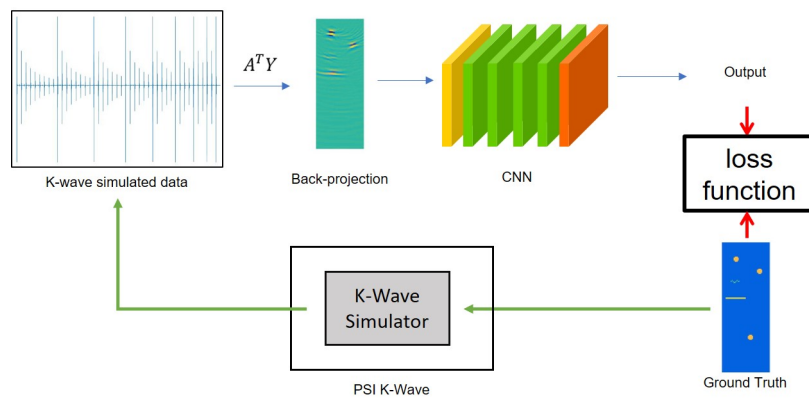 A^T Y
K-wave simulated data
Back-projection
CNN
Output
loss
function
K-Wave
Simulator
PSI K-Wave
Ground Truth